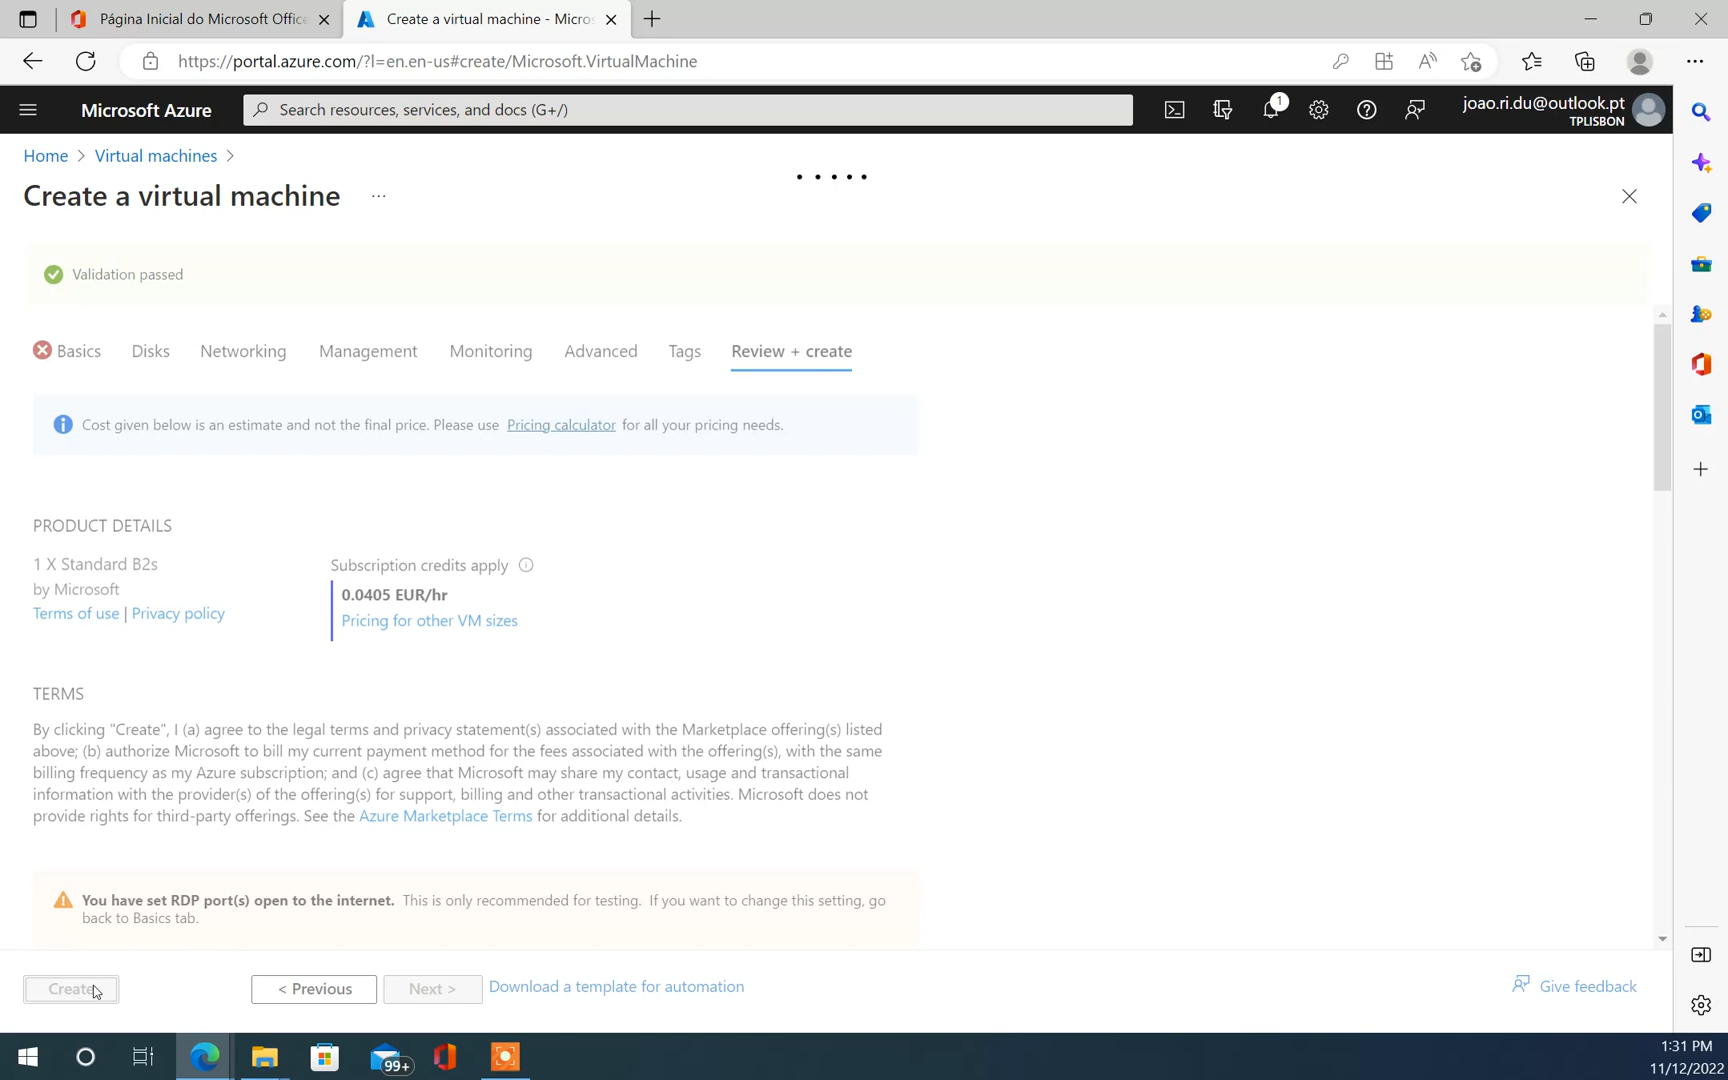 Página Inicial do Microsoft Office
Create a virtual machine - Micros
https://portal.azure.com/?l=en.en-us#create/Microsoft.VirtualMachine
Microsoft Azure
Search resources, services, and docs (G+/)
1
joao.ri.du@outlook.pt
TPLISBON
Home > Virtual machines >
Create a virtual machine ...
Validation passed
Basics Disks Networking Management Monitoring Advanced Tags Review + create
Cost given below is an estimate and not the final price. Please use Pricing calculator for all your pricing needs.
PRODUCT DETAILS
1 X Standard B2s
by Microsoft
Terms of use | Privacy policy
Subscription credits apply
0.0405 EUR/hr
Pricing for other VM sizes
TERMS
By clicking "Create", I (a) agree to the legal terms and privacy statement(s) associated with the Marketplace offering(s) listed
above; (b) authorize Microsoft to bill my current payment method for the fees associated with the offering(s), with the same
billing frequency as my Azure subscription; and (c) agree that Microsoft may share my contact, usage and transactional
information with the provider(s) of the offering(s) for support, billing and other transactional activities. Microsoft does not
provide rights for third-party offerings. See the Azure Marketplace Terms for additional details.
You have set RDP port(s) open to the internet. This is only recommended for testing. If you want to change this setting, go
back to Basics tab.
Create
< Previous
Next >
Download a template for automation
Give feedback
99+
1:31 PM
11/12/2022